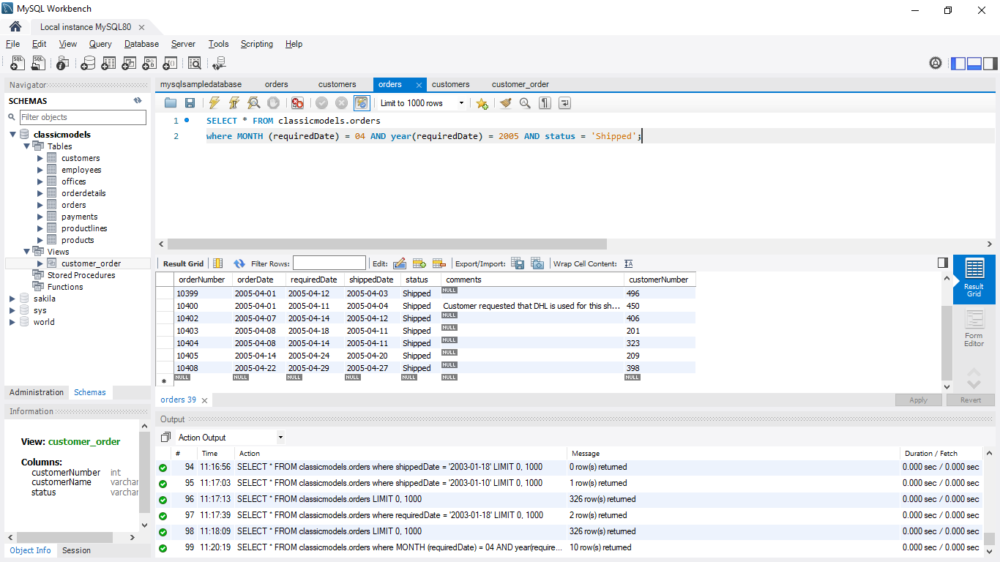 MySQL Workbench
Local instance MySQL80
File Edit View Query Database Server Tools Scripting Help
Navigator
SCHEMAS
Filter objects
classicmodels
Tables
customers
employees
offices
orderdetails
orders
payments
productlines
products
Views
customer_order
Stored Procedures
Functions
sakila
sys
world
Administration Schemas
Information
View: customer_order
Columns:
customerNumber int
customerName varchar
status varchar
Object Info Session
mysqlsampledatabase orders customers orders customers customer_order
Limit to 1000 rows
1 SELECT * FROM classicmodels.orders
2 where MONTH (requiredDate) = 04 AND year(requiredDate) = 2005 AND status = 'Shipped';
Result Grid Filter Rows: Edit: Export/Import: Wrap Cell Content:
orderNumber orderDate requiredDate shippedDate status comments customerNumber
10399 2005-04-01 2005-04-12 2005-04-03 Shipped NULL 496
10400 2005-04-01 2005-04-11 2005-04-04 Shipped Customer requested that DHL is used for this sh... 450
10402 2005-04-07 2005-04-14 2005-04-12 Shipped NULL 406
10403 2005-04-08 2005-04-18 2005-04-11 Shipped NULL 201
10404 2005-04-08 2005-04-14 2005-04-11 Shipped NULL 323
10405 2005-04-14 2005-04-24 2005-04-20 Shipped NULL 209
10408 2005-04-22 2005-04-29 2005-04-27 Shipped NULL 398
NULL NULL NULL NULL NULL NULL NULL
Result
Grid
Form
Editor
orders 39
Apply Revert
Output
Action Output
# Time Action Message Duration / Fetch
94 11:16:56 SELECT * FROM classicmodels.orders where shippedDate = '2003-01-18' LIMIT 0, 1000 0 row(s) returned 0.000 sec / 0.000 sec
95 11:17:03 SELECT * FROM classicmodels.orders where shippedDate = '2003-01-10' LIMIT 0, 1000 1 row(s) returned 0.000 sec / 0.000 sec
96 11:17:13 SELECT * FROM classicmodels.orders LIMIT 0, 1000 326 row(s) returned 0.000 sec / 0.000 sec
97 11:17:39 SELECT * FROM classicmodels.orders where requiredDate = '2003-01-18' LIMIT 0, 1000 2 row(s) returned 0.000 sec / 0.000 sec
98 11:18:09 SELECT * FROM classicmodels.orders LIMIT 0, 1000 326 row(s) returned 0.000 sec / 0.000 sec
99 11:20:19 SELECT * FROM classicmodels.orders where MONTH (requiredDate) = 04 AND year(require... 10 row(s) returned 0.000 sec / 0.000 sec